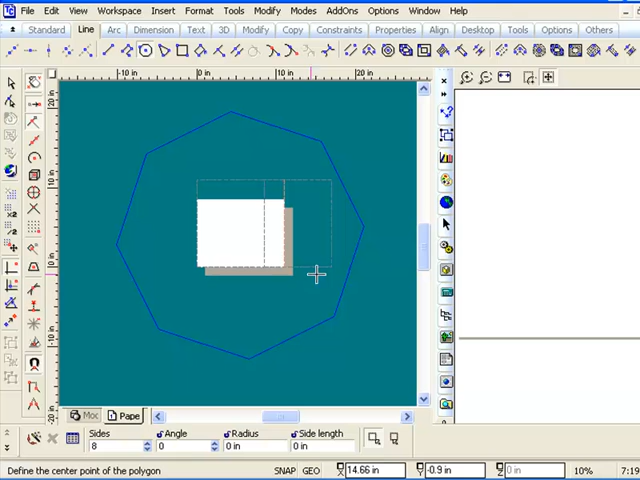 File Edit View Workspace Insert Format Tools Modes AddOns Options Window Help
Standard Line Arc Dimension Text 3D Modify Copy Constraints Properties Align Desktop Tools Options Others
-10 in 0 in 10 in 20 in
20 in
10 in
0 in
-10 in
-20 in
Moc Pape
Sides Angle Radius Side length
8 0 0 in 0 in
Define the center point of the polygon SNAP GEO X 14.66 in Y -0.9 in Z 0 in 10% 7:19